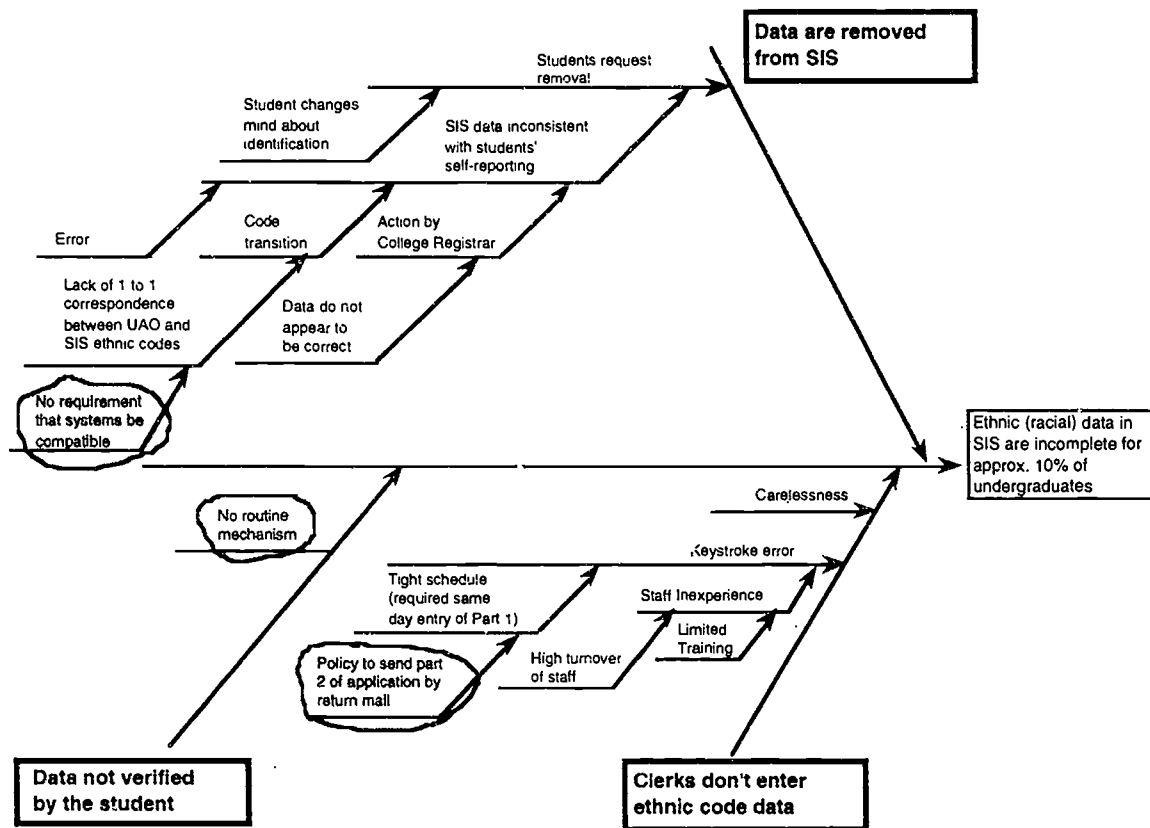 Data are removed
from SIS
Students request
removal
Student changes
mind about
identification
SIS data inconsistent
with students'
self-reporting
Error
Code
transition
Action by
College Registrar
Lack of 1 to 1
correspondence
between UAO and
SIS ethnic codes
Data do not
appear to
be correct
No requirement
that systems be
compatible
Ethnic (racial) data in
SIS are incomplete for
approx. 10% of
undergraduates
Carelessness
No routine
mechanism
Keystroke error
Tight schedule
(required same
day entry of Part 1)
Staff Inexperience
Limited
Training
Policy to send part
2 of application by
return mail
High turnover
of staff
Data not verified
by the student
Clerks don't enter
ethnic code data